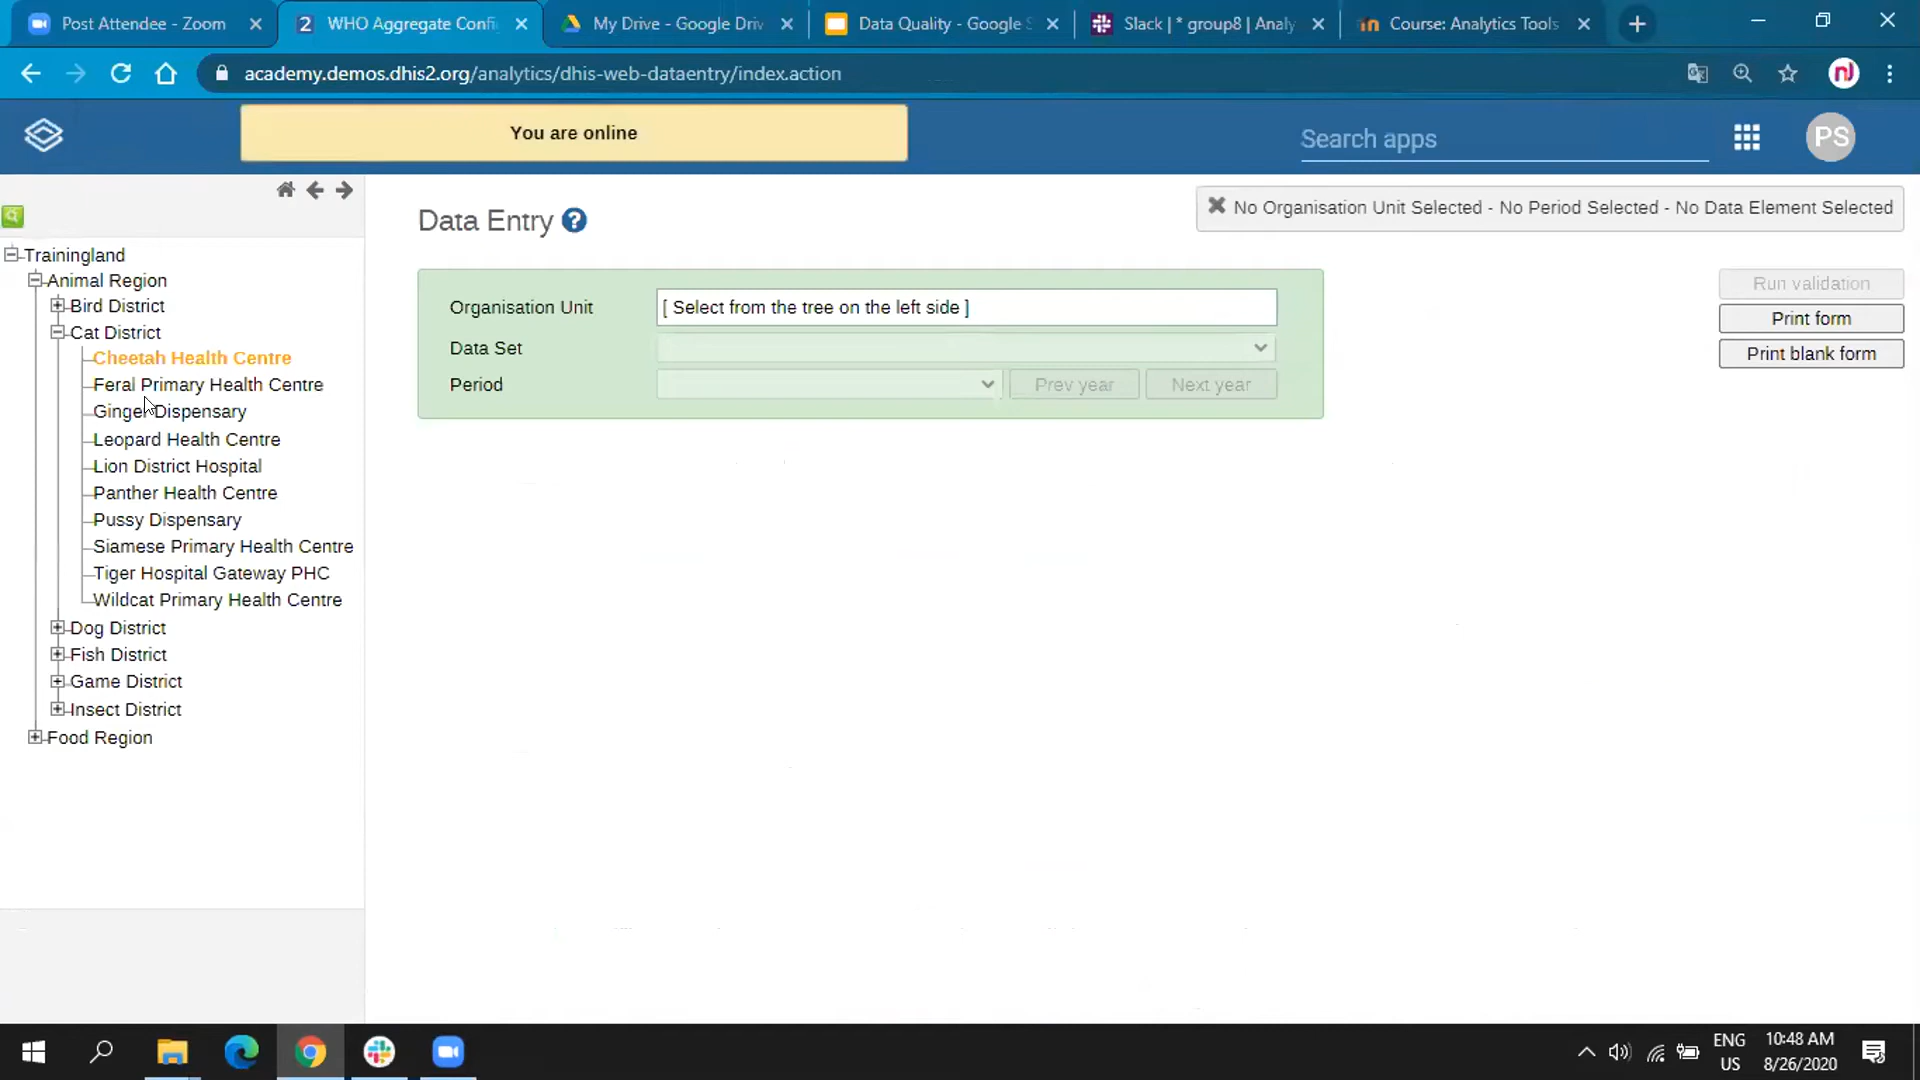 Post Attendee - Zoom
2 WHO Aggregate Confi
My Drive - Google Driv
Data Quality - Google S
Slack | * group8 | Analy
Course: Analytics Tools
academy.demos.dhis2.org/analytics/dhis-web-dataentry/index.action
nJ
You are online
Search apps
PS
No Organisation Unit Selected - No Period Selected - No Data Element Selected
Data Entry ?
Trainingland
Animal Region
Bird District
Cat District
Cheetah Health Centre
Feral Primary Health Centre
Ginger Dispensary
Leopard Health Centre
Lion District Hospital
Panther Health Centre
Pussy Dispensary
Siamese Primary Health Centre
Tiger Hospital Gateway PHC
Wildcat Primary Health Centre
Dog District
Fish District
Game District
Insect District
Food Region
Organisation Unit [ Select from the tree on the left side ]
Data Set
Period Prev year Next year
Run validation
Print form
Print blank form
ENG
US
10:48 AM
8/26/2020